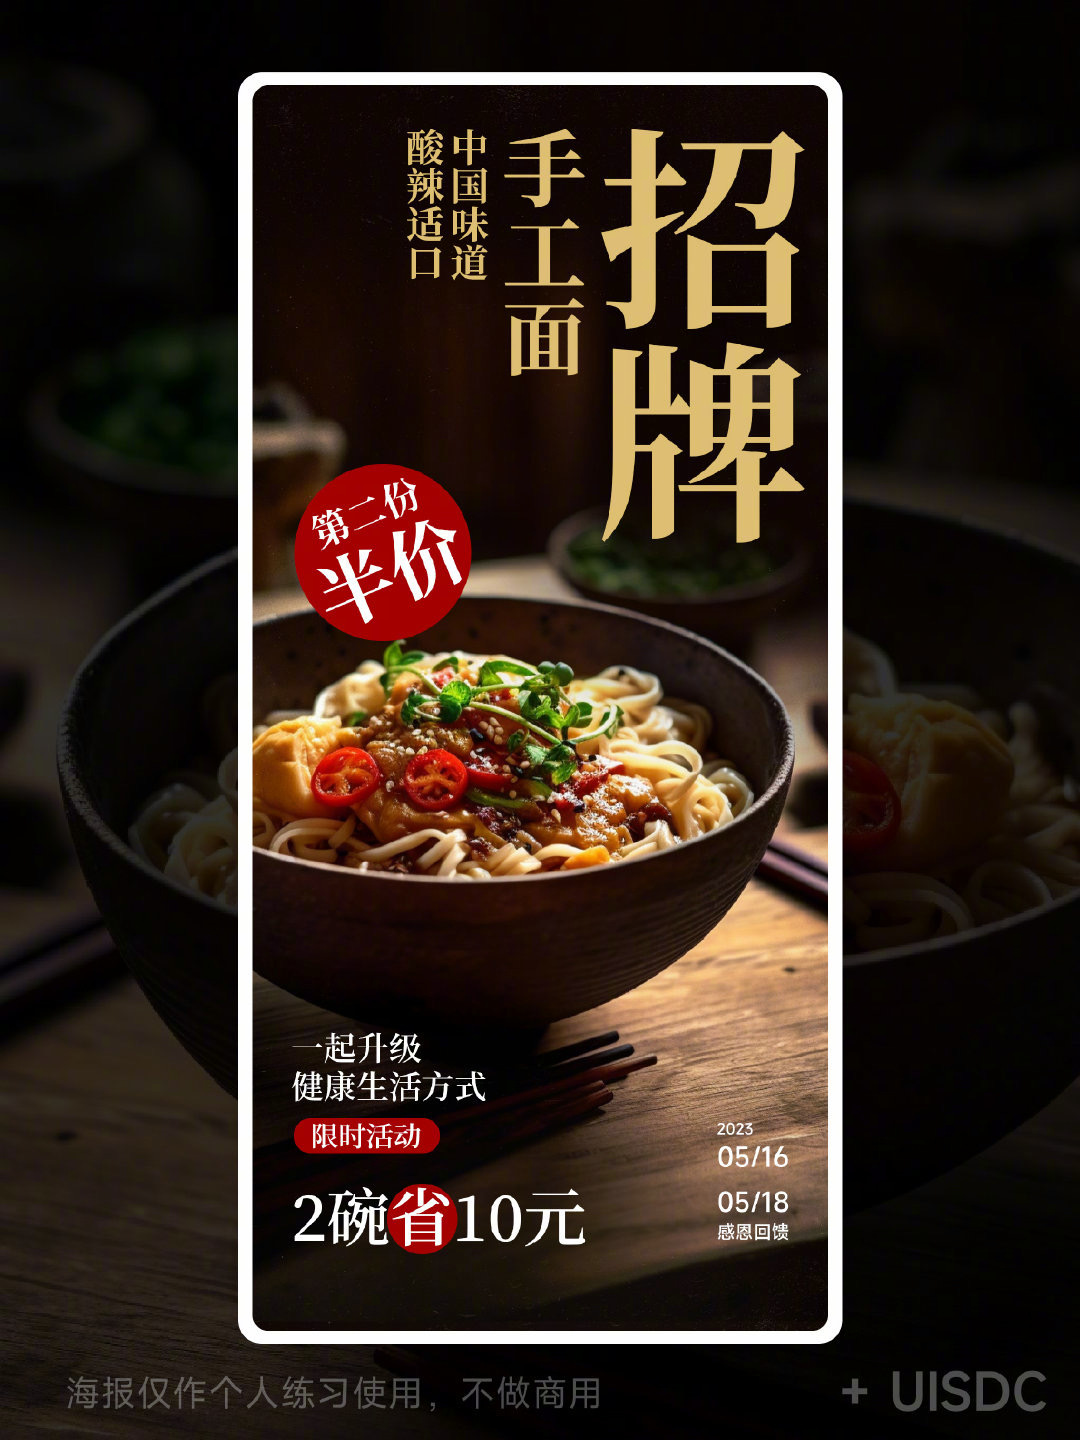 招牌
手工面
中国味道
酸辣适口
第二份
半价
一起升级
健康生活方式
限时活动
2碗省10元
2023
05/16
05/18
感恩回馈
海报仅作个人练习使用，不做商用
+ UISDC